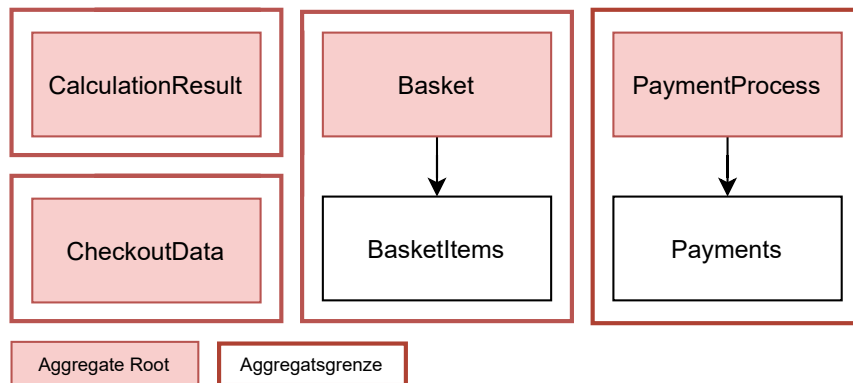 CalculationResult
Basket
PaymentProcess
CheckoutData
BasketItems
Payments
Aggregate Root
Aggregatsgrenze